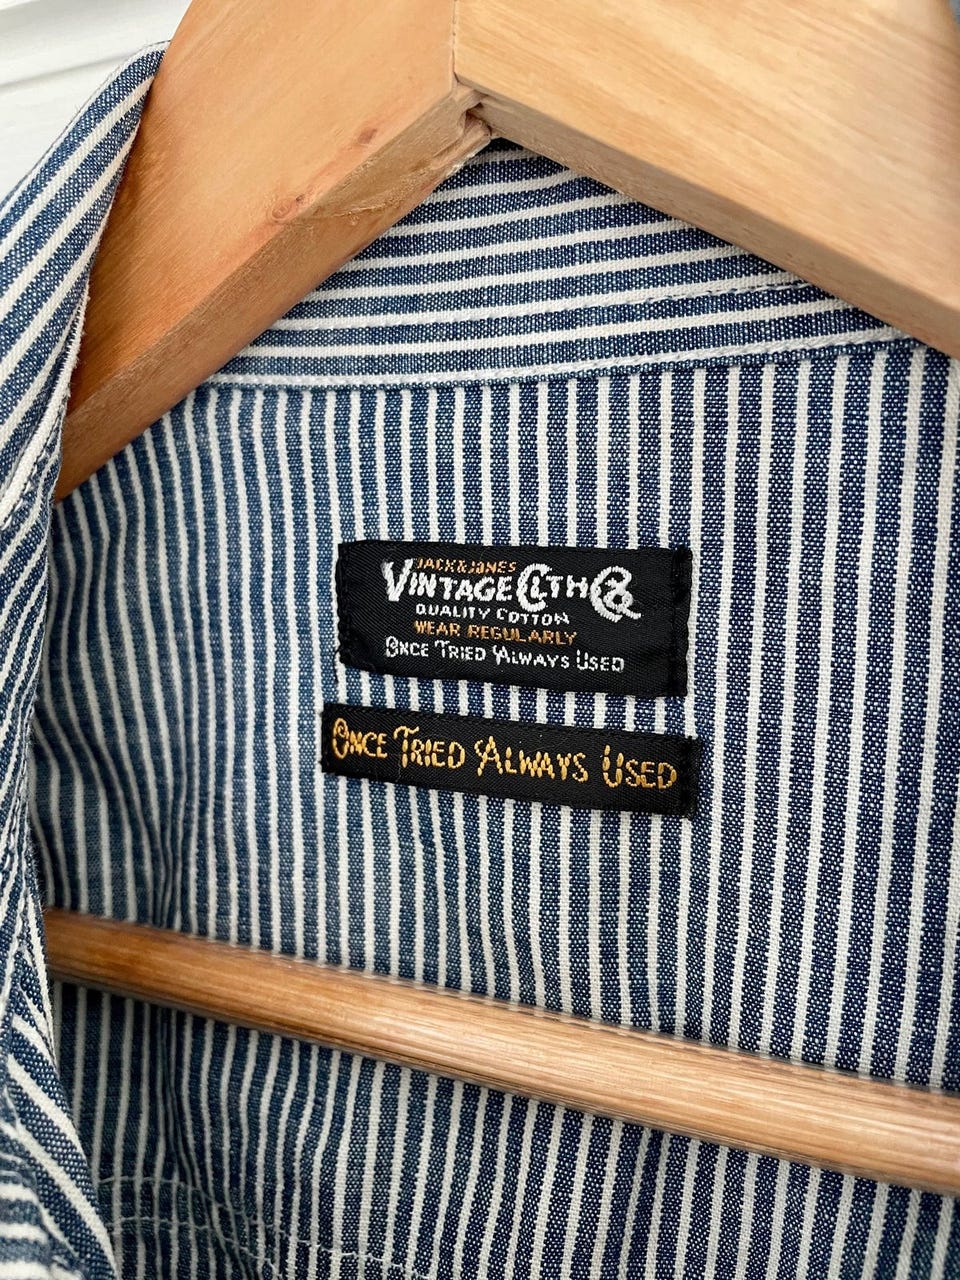 JACK & JONES
VINTAGE CLTH Co
QUALITY COTTON
WEAR REGULARLY
ONCE TRIED ALWAYS USED
ONCE TRIED ALWAYS USED